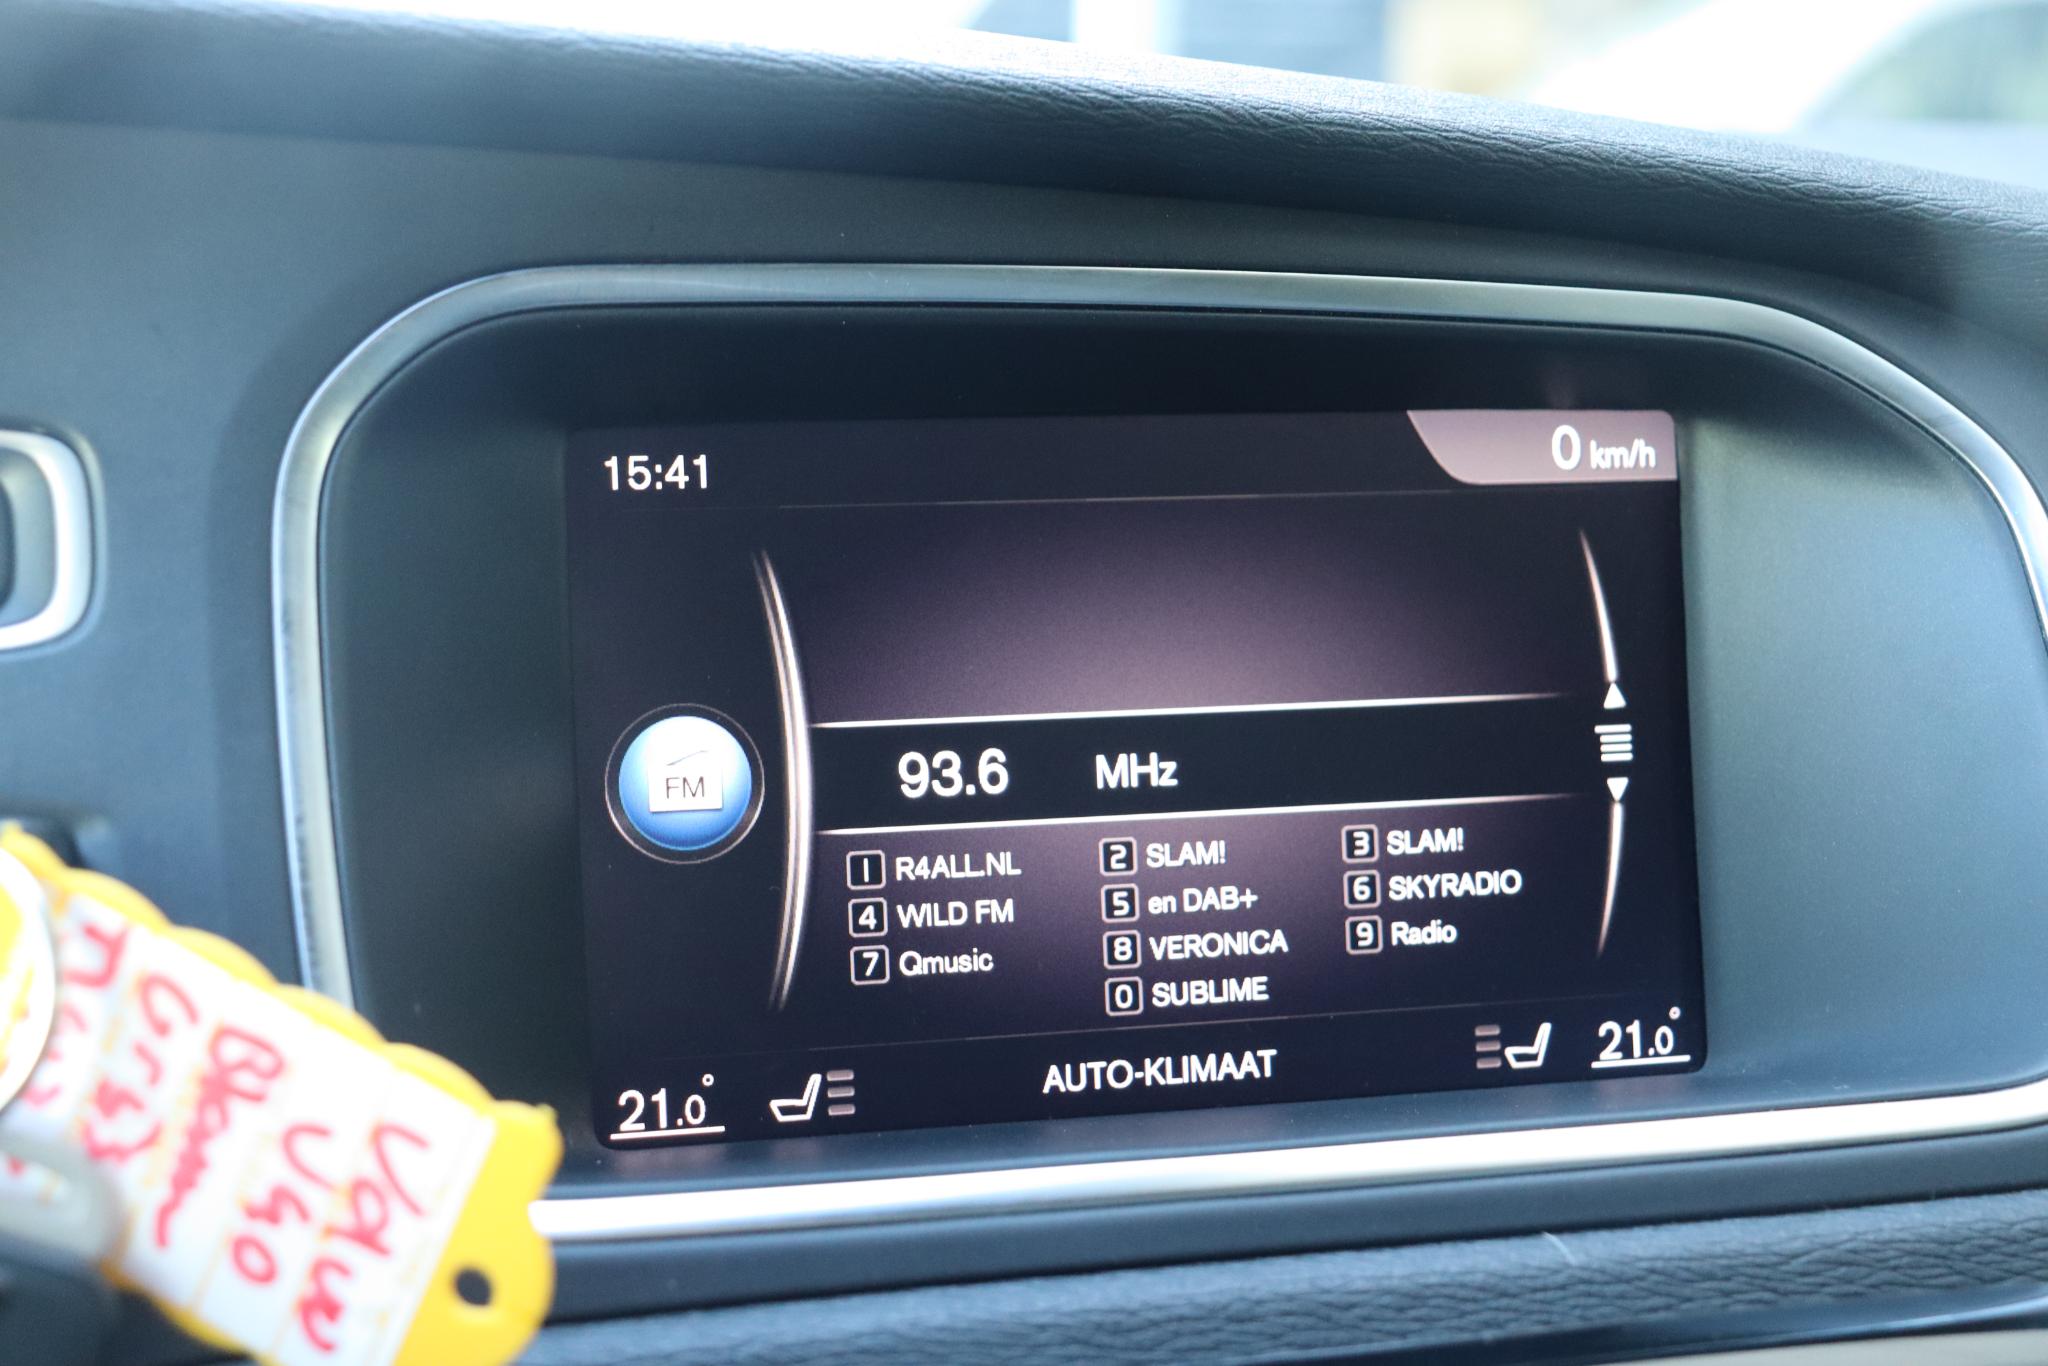 15:41
0 km/h
FM
93.6 MHz
1 R4ALL.NL 2 SLAM! 3 SLAM!
4 WILD FM 5 en DAB+ 6 SKYRADIO
7 Qmusic 8 VERONICA 9 Radio
0 SUBLIME
21.0° AUTO-KLIMAAT 21.0°
Volvo
V40
Blauw